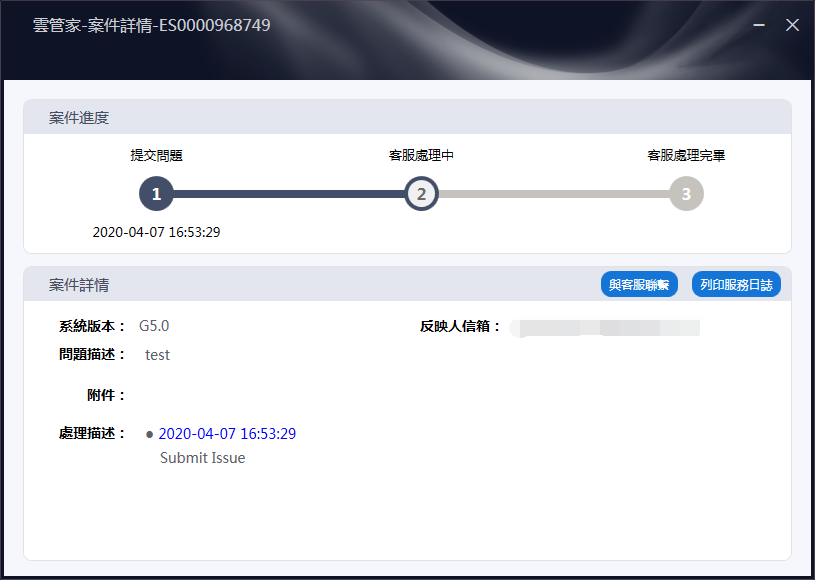 雲管家-案件詳情-ES0000968749
案件進度
提交問題 客服處理中 客服處理完畢
1 2 3
2020-04-07 16:53:29
案件詳情 與客服聯繫 列印服務日誌
系統版本： G5.0 反映人信箱：
問題描述： test
附件：
處理描述： ● 2020-04-07 16:53:29
Submit Issue